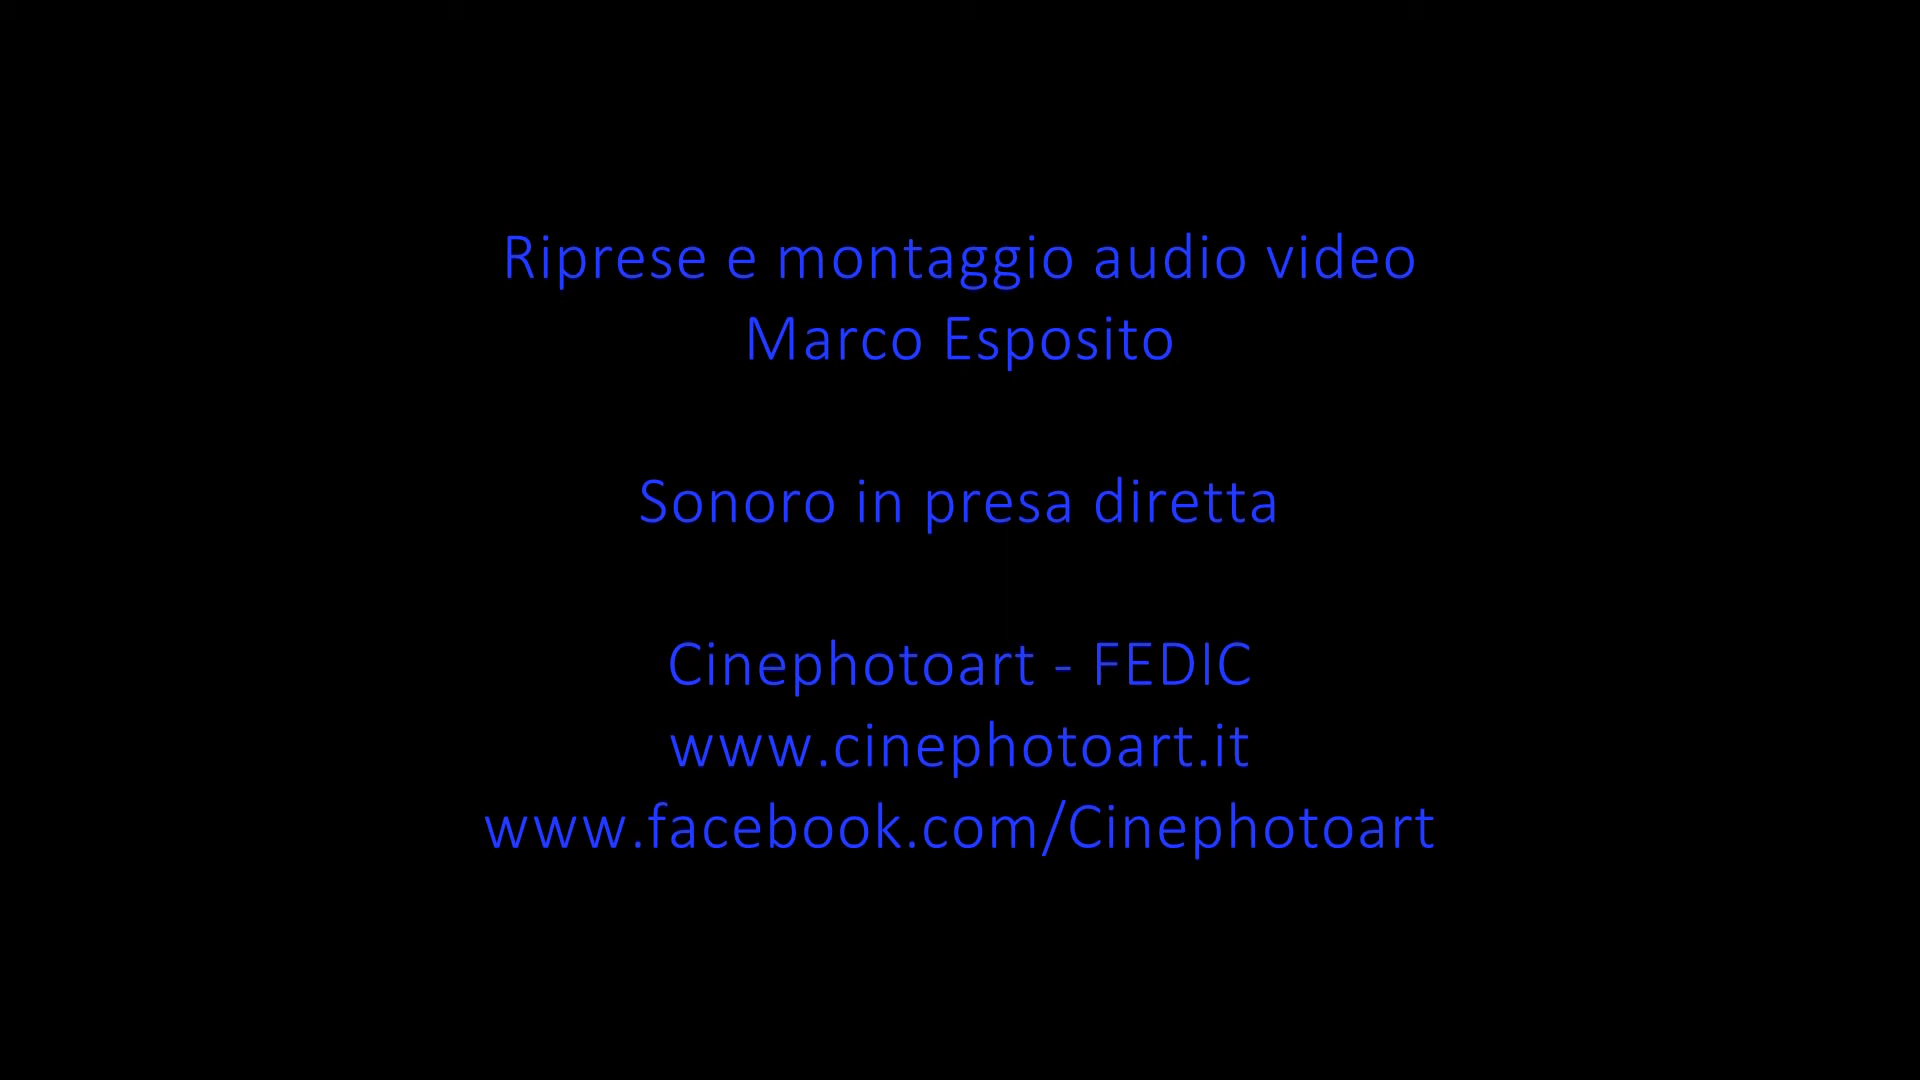 Riprese e montaggio audio video
Marco Esposito
Sonoro in presa diretta
Cinephotoart - FEDIC
www.cinephotoart.it
www.facebook.com/Cinephotoart